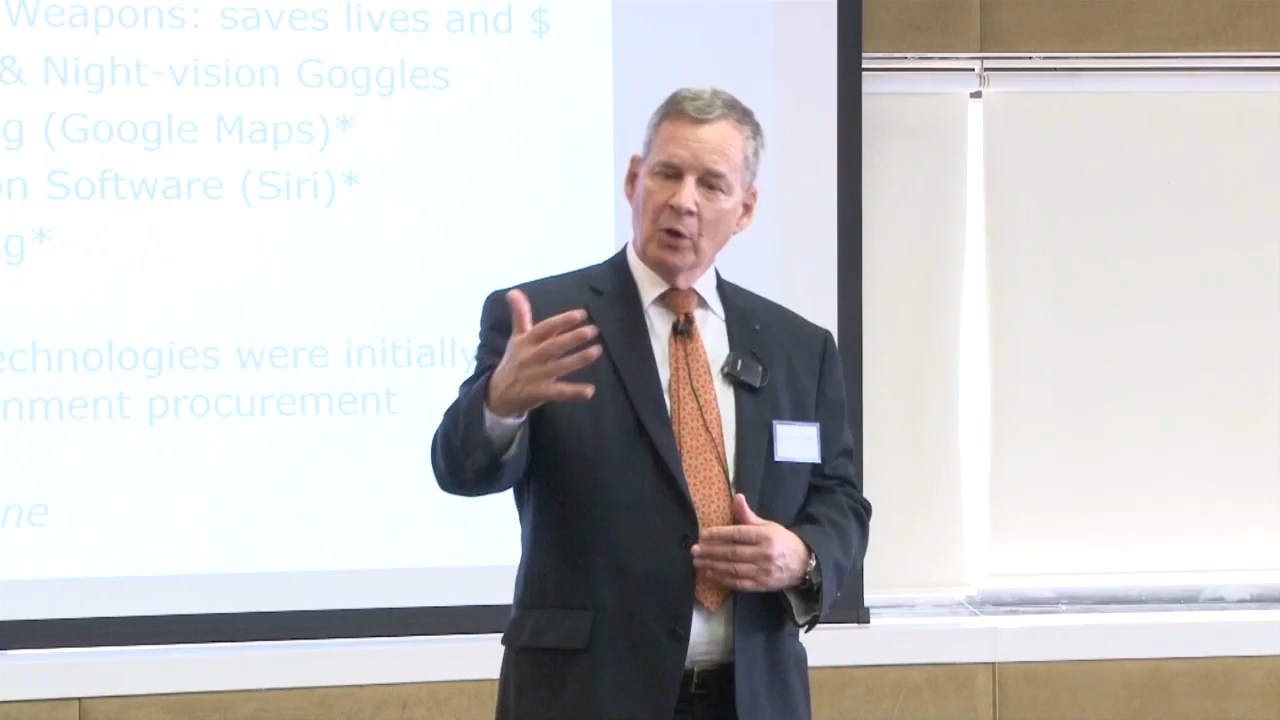 Weapons: saves lives and $
& Night-vision Goggles
g (Google Maps)*
on Software (Siri)*
g*
echnologies were initially
nment procurement
ne